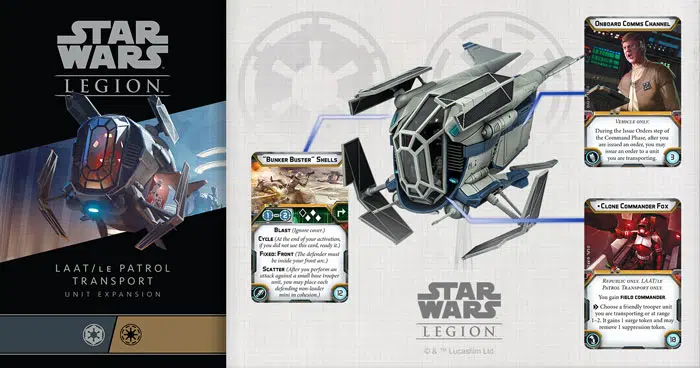 STAR
WARS
LEGION
LAAT/LE PATROL
TRANSPORT
UNIT EXPANSION
"BUNKER BUSTER" SHELLS
1-2
BLAST (Ignore cover.)
CYCLE (At the end of your activation,
if you did not use this card, ready it.)
FIXED: FRONT (The defender must
be inside your front arc.)
SCATTER (After you perform an
attack against a small base trooper
unit, you may place each
defending non-leader
mini in cohesion.)
12
ONBOARD COMMS CHANNEL
VEHICLE ONLY.
During the Issue Orders step of
the Command Phase, after you
are issued an order, you may
issue an order to a unit
you are transporting.
3
•CLONE COMMANDER FOX
REPUBLIC ONLY. LAAT/LE
PATROL TRANSPORT ONLY.
You gain FIELD COMMANDER.
Choose a friendly trooper unit
you are transporting or at range
1–2. It gains 1 surge token and may
remove 1 suppression token.
18
STAR
WARS
LEGION
© & ™ Lucasfilm Ltd.